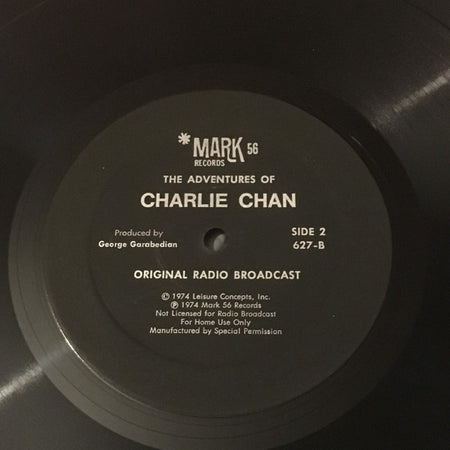 *MARK 56
RECORDS
THE ADVENTURES OF
CHARLIE CHAN
Produced by
George Garabedian
SIDE 2
627-B
ORIGINAL RADIO BROADCAST
© 1974 Leisure Concepts, Inc.
℗ 1974 Mark 56 Records
Not Licensed for Radio Broadcast
For Home Use Only
Manufactured by Special Permission